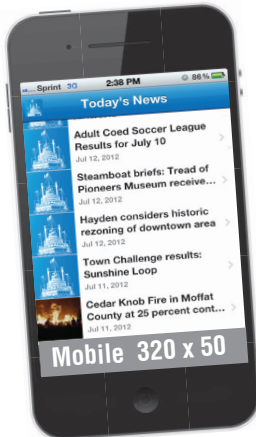 Sprint 3G 2:38 PM 86%
Today's News
Adult Coed Soccer League
Results for July 10
Jul 12, 2012
Steamboat briefs: Tread of
Pioneers Museum receive...
Jul 12, 2012
Hayden considers historic
rezoning of downtown area
Jul 12, 2012
Town Challenge results:
Sunshine Loop
Jul 11, 2012
Cedar Knob Fire in Moffat
County at 25 percent cont...
Jul 11, 2012
Mobile 320 x 50